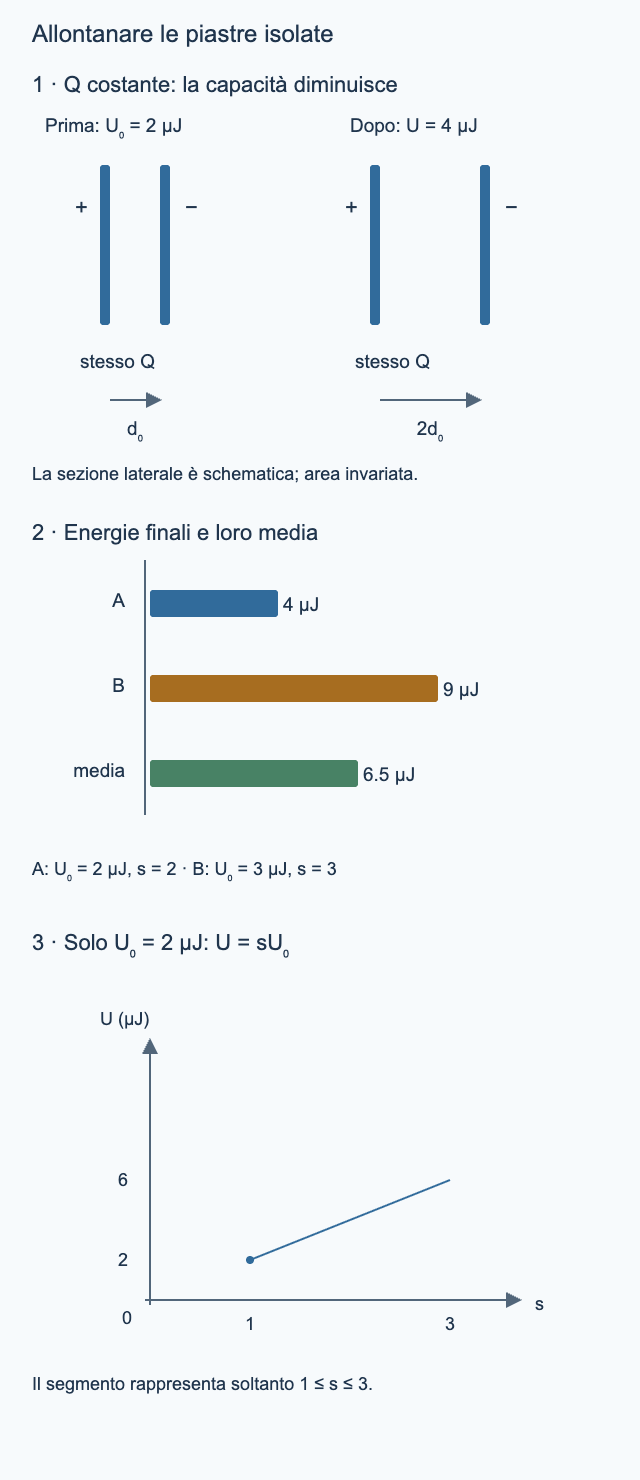 Allontanare le piastre isolate
1 · Q costante: la capacità diminuisce
Prima: U₀ = 2 μJ
Dopo: U = 4 μJ
+ −
+ −
stesso Q
stesso Q
d₀
2d₀
La sezione laterale è schematica; area invariata.
2 · Energie finali e loro media
A 4 μJ
B 9 μJ
media 6.5 μJ
A: U₀ = 2 μJ, s = 2 · B: U₀ = 3 μJ, s = 3
3 · Solo U₀ = 2 μJ: U = sU₀
U (μJ)
6
2
0
1
3
s
Il segmento rappresenta soltanto 1 ≤ s ≤ 3.